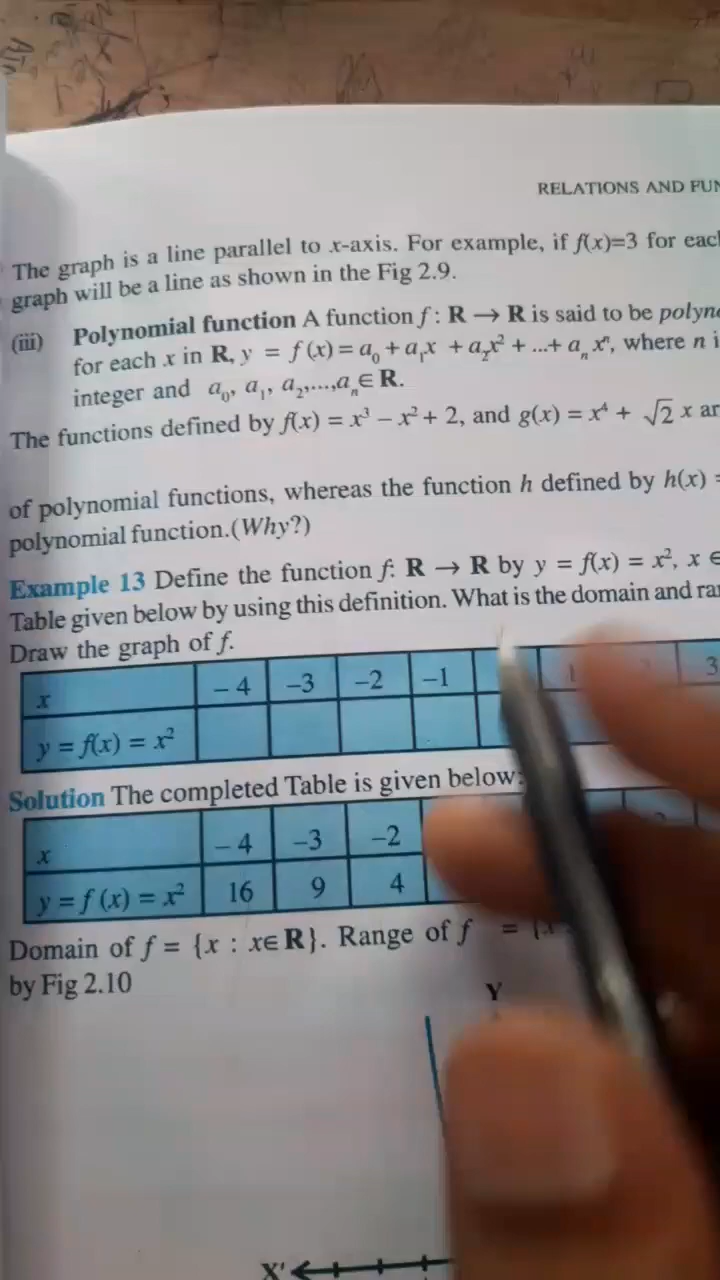 RELATIONS AND FUN
The graph is a line parallel to x-axis. For example, if f(x)=3 for each
graph will be a line as shown in the Fig 2.9.
(iii) Polynomial function A function f : R → R is said to be polyn
for each x in R, y = f (x) = a₀ + a₁x + a₂x² + ...+ aₙ xⁿ, where n i
integer and a₀, a₁, a₂,...,aₙ∈R.
The functions defined by f(x) = x³ – x² + 2, and g(x) = x⁴ + √2 x ar
of polynomial functions, whereas the function h defined by h(x) =
polynomial function.(Why?)
Example 13 Define the function f: R → R by y = f(x) = x², x ∈
Table given below by using this definition. What is the domain and ra
Draw the graph of f.
x – 4 –3 –2 –1 1 3
y = f(x) = x²
Solution The completed Table is given below:
x – 4 –3 –2
y = f (x) = x² 16 9 4
Domain of f = {x : x∈R}. Range of f = {x
by Fig 2.10
Y
X′